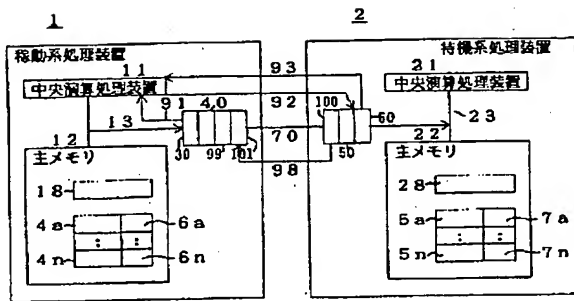 1
2
稼動系処理装置
待機系処理装置
11
93
21
中央演算処理装置
中央演算処理装置
91
40
92
100
60
12
13
23
30
99
101
70
50
22
98
主メモリ
主メモリ
18
28
4a
6a
5a
7a
:
:
:
:
4n
6n
5n
7n